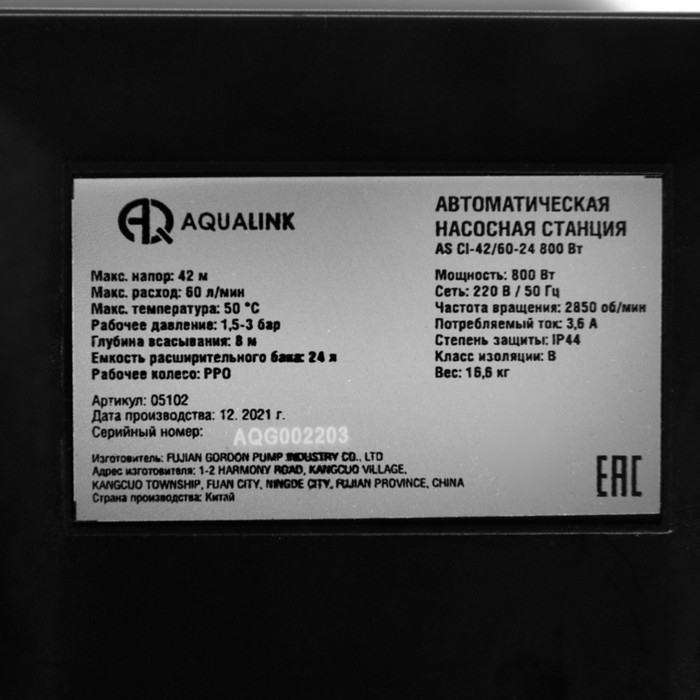 AQ AQUALINK
АВТОМАТИЧЕСКАЯ
НАСОСНАЯ СТАНЦИЯ
AS CI-42/60-24 800 Вт
Макс. напор: 42 м
Макс. расход: 60 л/мин
Макс. температура: 50 °C
Рабочее давление: 1,5-3 бар
Глубина всасывания: 8 м
Емкость расширительного бака: 24 л
Рабочее колесо: PPO
Мощность: 800 Вт
Сеть: 220 В / 50 Гц
Частота вращения: 2850 об/мин
Потребляемый ток: 3,6 А
Степень защиты: IP44
Класс изоляции: B
Вес: 16,6 кг
Артикул: 05102
Дата производства: 12. 2021 г.
Серийный номер: AQG002203
Изготовитель: FUJIAN GORDON PUMP INDUSTRY CO., LTD
Адрес изготовителя: 1-2 HARMONY ROAD, KANGCUO VILLAGE,
KANGCUO TOWNSHIP, FUAN CITY, NINGDE CITY, FUJIAN PROVINCE, CHINA
Страна производства: Китай
EAC